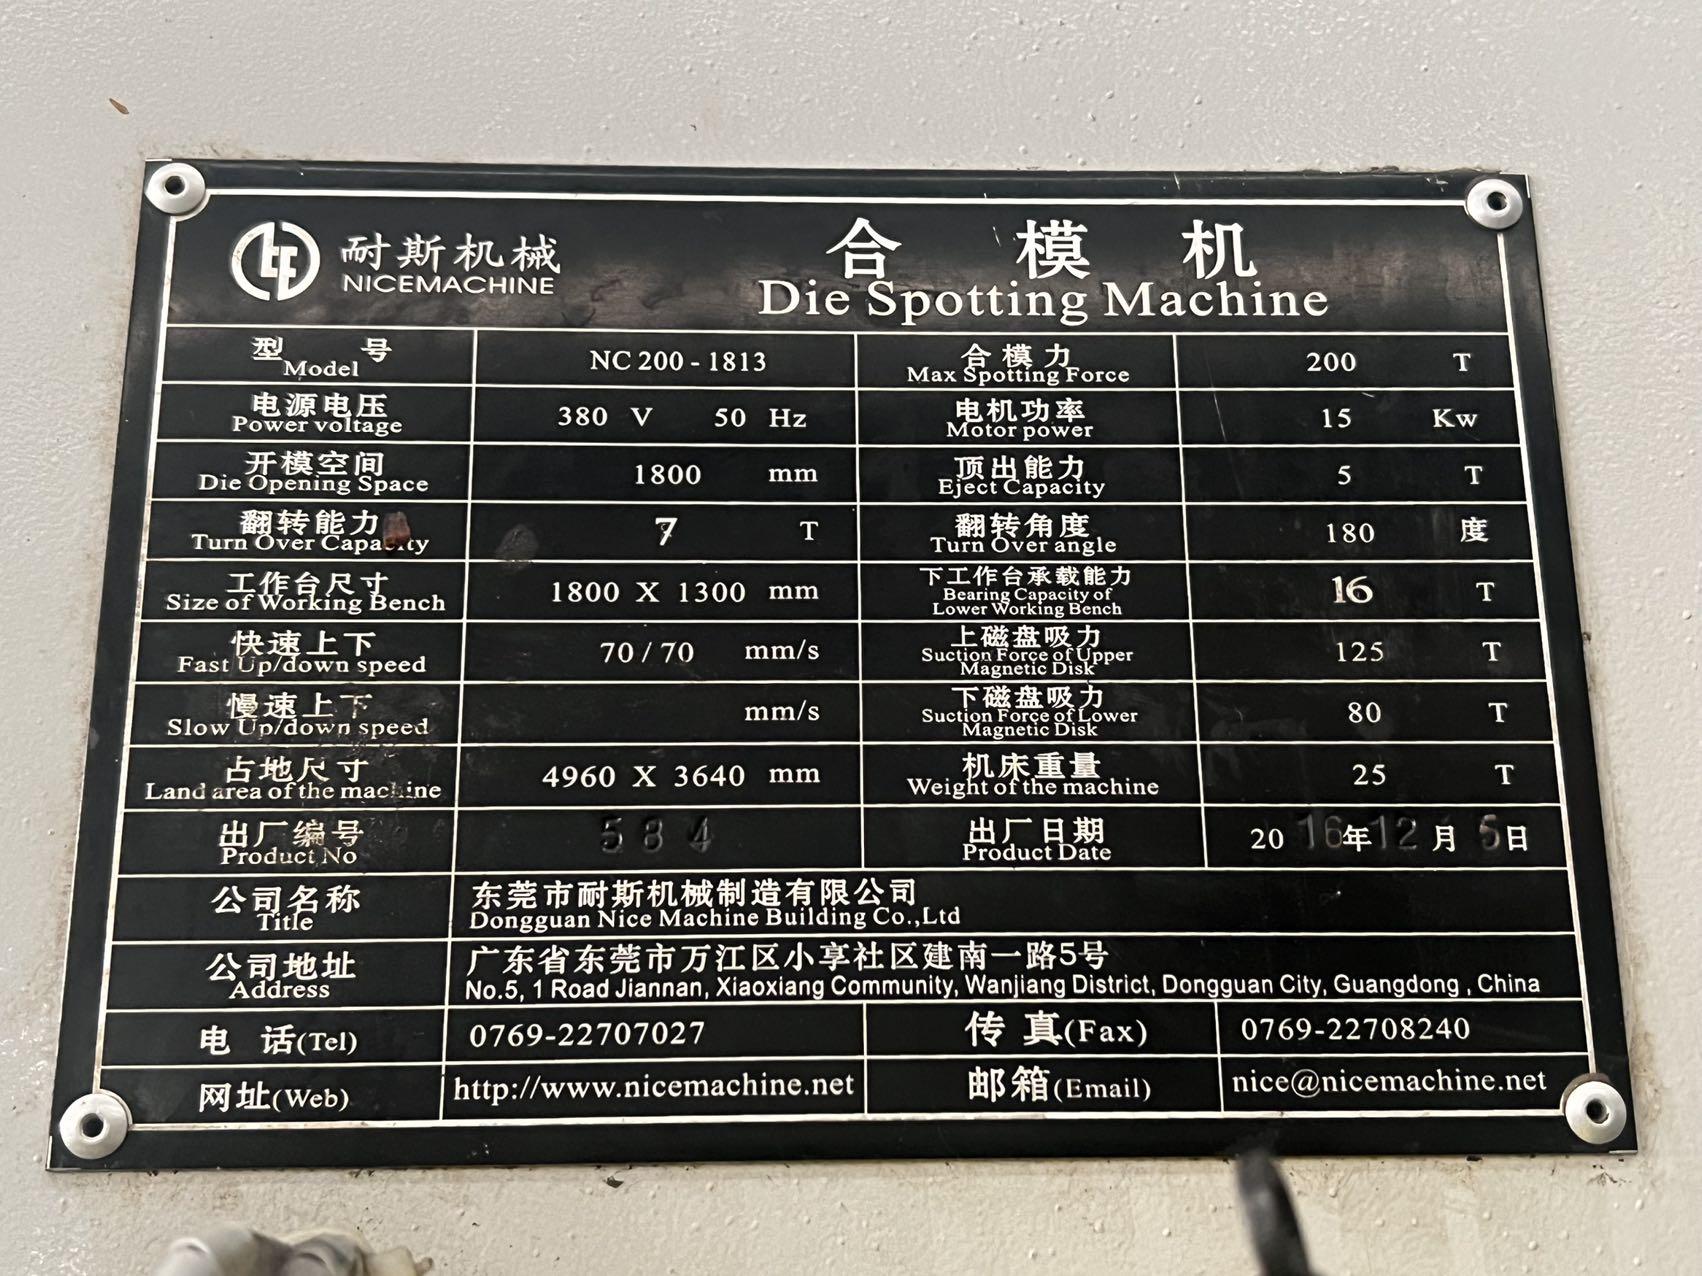 耐斯机械
NICEMACHINE
合模机
Die Spotting Machine
型号
Model
NC 200 - 1813
合模力
Max Spotting Force
200 T
电源电压
Power voltage
380 V 50 Hz
电机功率
Motor power
15 Kw
开模空间
Die Opening Space
1800 mm
顶出能力
Eject Capacity
5 T
翻转能力
Turn Over Capacity
7 T
翻转角度
Turn Over angle
180 度
工作台尺寸
Size of Working Bench
1800 X 1300 mm
下工作台承载能力
Bearing Capacity of
Lower Working Bench
16 T
快速上下
Fast Up/down speed
70 / 70 mm/s
上磁盘吸力
Suction Force of Upper
Magnetic Disk
125 T
慢速上下
Slow Up/down speed
mm/s
下磁盘吸力
Suction Force of Lower
Magnetic Disk
80 T
占地尺寸
Land area of the machine
4960 X 3640 mm
机床重量
Weight of the machine
25 T
出厂编号
Product No
584
出厂日期
Product Date
2016年12月5日
公司名称
Title
东莞市耐斯机械制造有限公司
Dongguan Nice Machine Building Co.,Ltd
公司地址
Address
广东省东莞市万江区小享社区建南一路5号
No.5, 1 Road Jiannan, Xiaoxiang Community, Wanjiang District, Dongguan City, Guangdong , China
电话(Tel)
0769-22707027
传真(Fax)
0769-22708240
网址(Web)
http://www.nicemachine.net
邮箱(Email)
nice@nicemachine.net